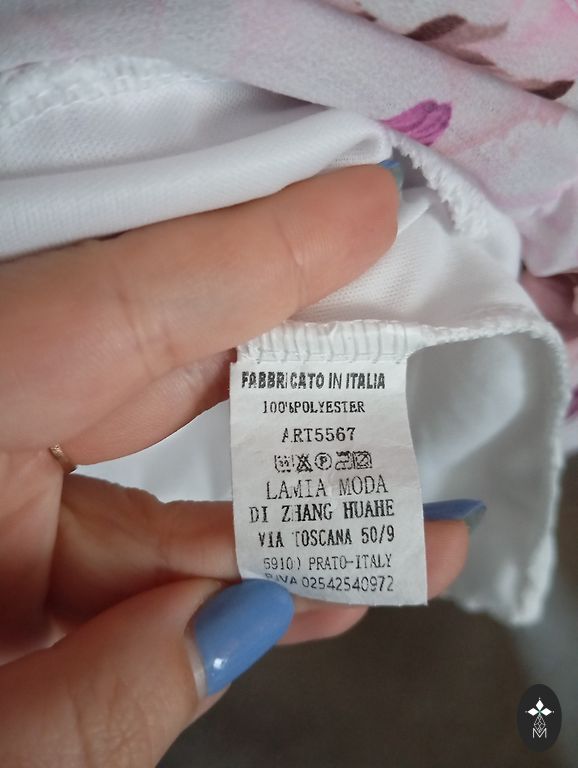 FABBRICATO IN ITALIA
100%POLYESTER
ART5567
LAMIA MODA
DI ZHANG HUAHE
VIA TOSCANA 50/9
59100 PRATO-ITALY
P.IVA 02542540972
M